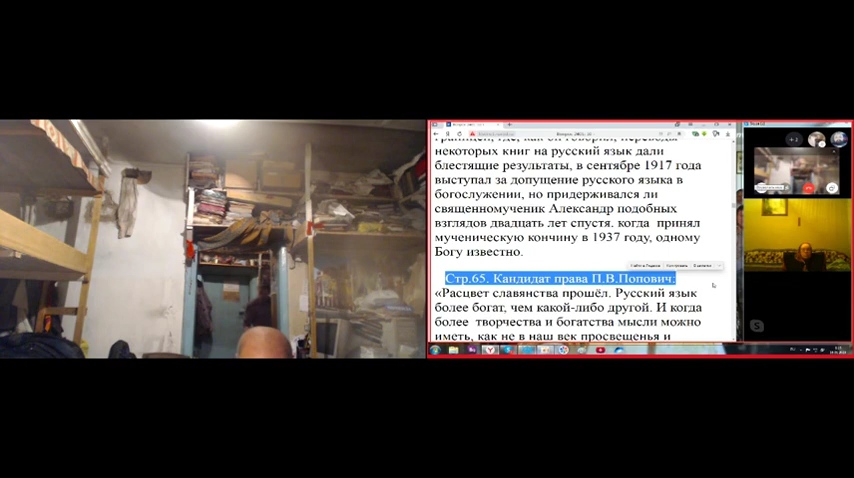 некоторых книг на русский язык дали
блестящие результаты, в сентябре 1917 года
выступал за допущение русского языка в
богослужении, но придерживался ли
священномученик Александр подобных
взглядов двадцать лет спустя. когда принял
мученическую кончину в 1937 году, одному
Богу известно.
Стр.65. Кандидат права П.В.Попович:
«Расцвет славянства прошёл. Русский язык
более богат, чем какой-либо другой. И когда
более творчества и богатства мысли можно
иметь, как не в наш век просвещенья и